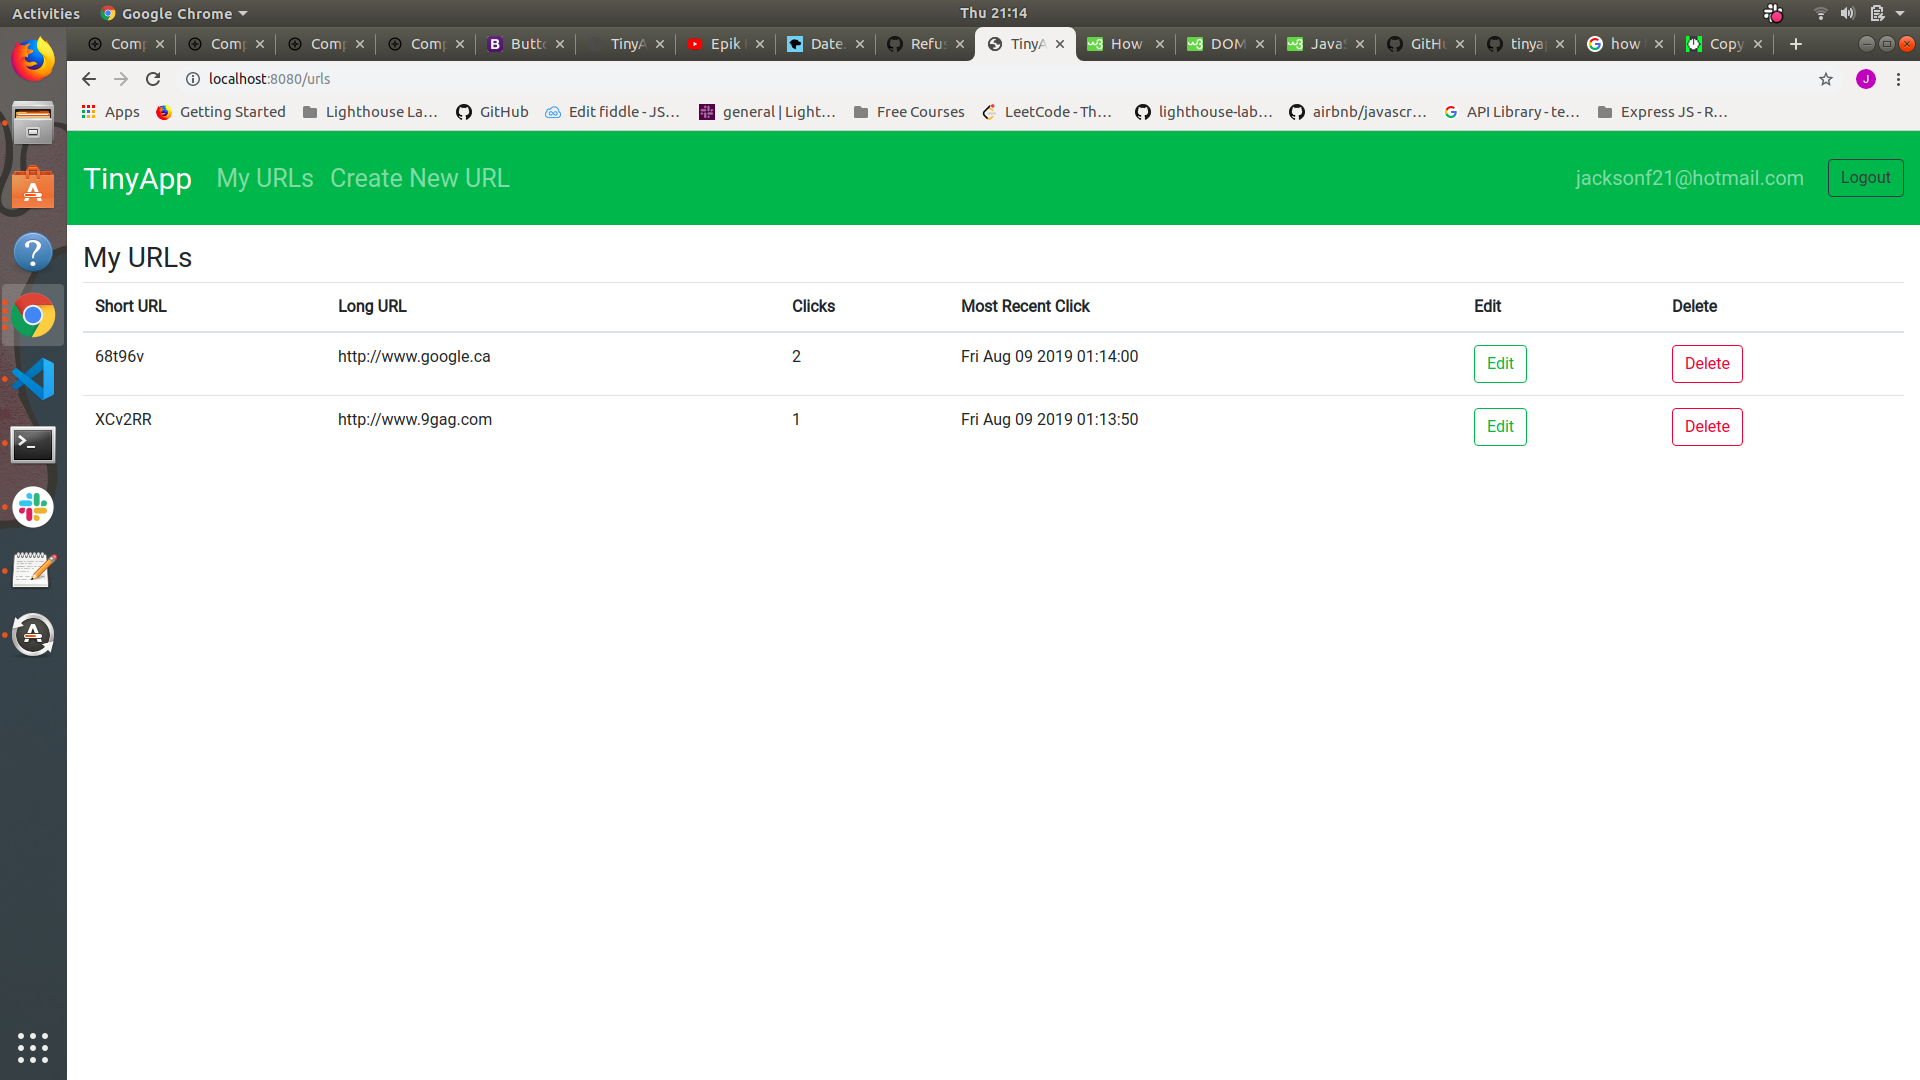 Activities Google Chrome Thu 21:14
Comp Comp Comp Comp Butto TinyA Epik Date. Refus TinyA How DOM JavaS GitHu tinyap how Copy
localhost:8080/urls J
Apps Getting Started Lighthouse La... GitHub Edit fiddle - JS... general | Light... Free Courses LeetCode - Th... lighthouse-lab... airbnb/javascr... API Library - te... Express JS - R...
TinyApp My URLs Create New URL jacksonf21@hotmail.com Logout
My URLs
Short URL Long URL Clicks Most Recent Click Edit Delete
68t96v http://www.google.ca 2 Fri Aug 09 2019 01:14:00 Edit Delete
XCv2RR http://www.9gag.com 1 Fri Aug 09 2019 01:13:50 Edit Delete